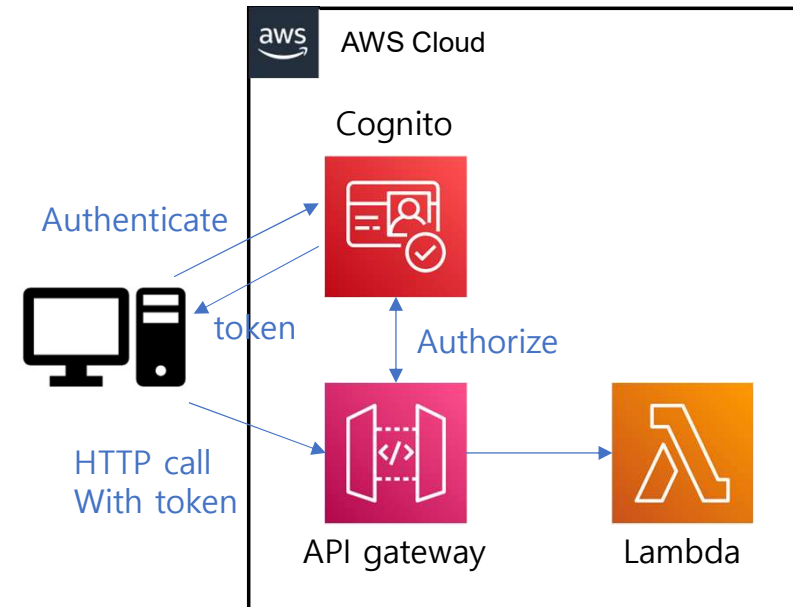 aws
AWS Cloud
Cognito
Authenticate
token
Authorize
HTTP call
With token
</>
API gateway
Lambda